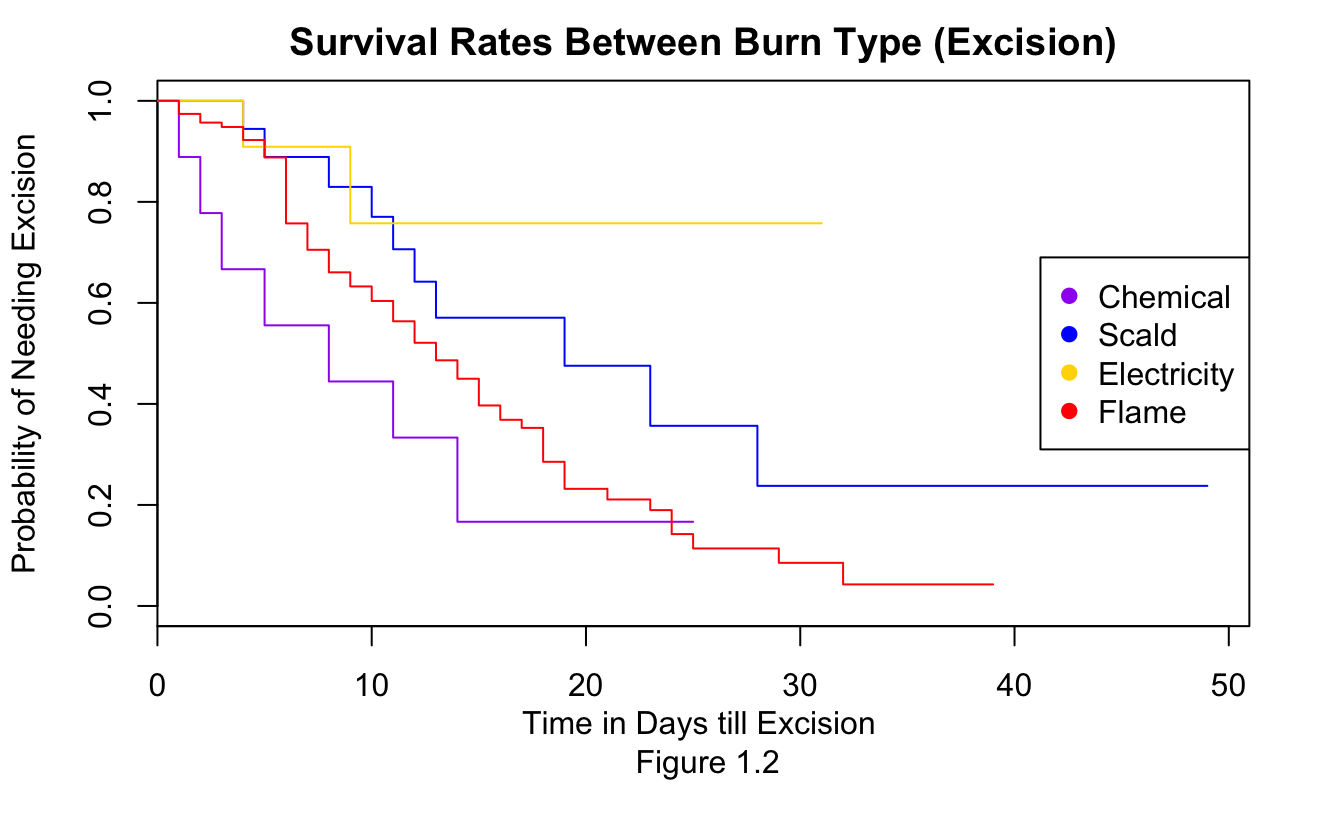 Survival Rates Between Burn Type (Excision)
Probability of Needing Excision
1.0
0.8
0.6
0.4
0.2
0.0
Chemical
Scald
Electricity
Flame
0 10 20 30 40 50
Time in Days till Excision
Figure 1.2